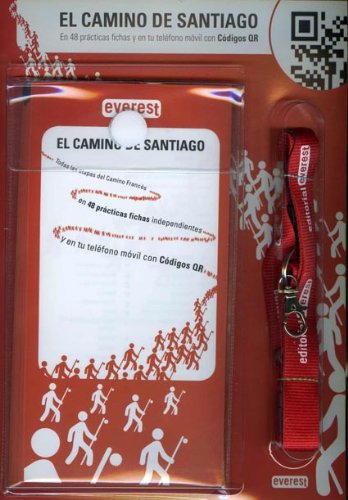 EL CAMINO DE SANTIAGO
En 48 prácticas fichas y en tu teléfono móvil con Códigos QR
everest
EL CAMINO DE SANTIAGO
Todas las etapas del Camino Francés
en 48 prácticas fichas independientes
y en tu teléfono móvil con Códigos QR
editorial everest
editorial
everest